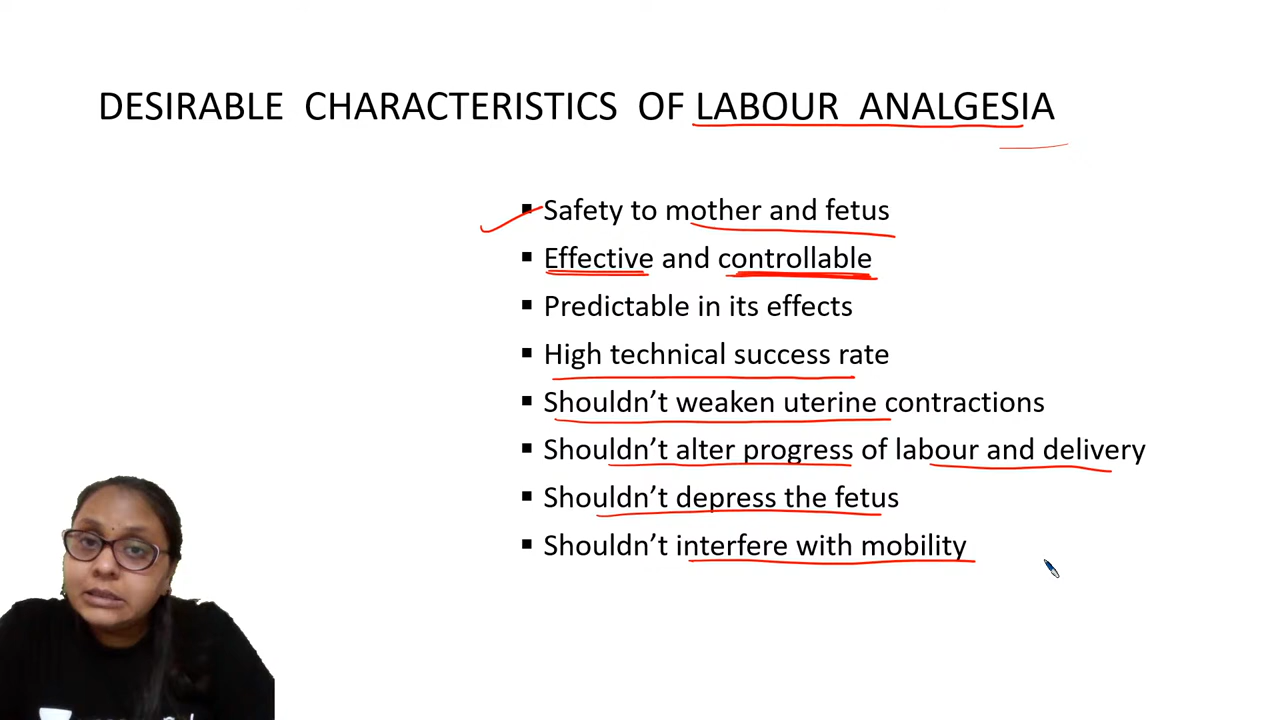 DESIRABLE CHARACTERISTICS OF LABOUR ANALGESIA
▪ Safety to mother and fetus
▪ Effective and controllable
▪ Predictable in its effects
▪ High technical success rate
▪ Shouldn’t weaken uterine contractions
▪ Shouldn’t alter progress of labour and delivery
▪ Shouldn’t depress the fetus
▪ Shouldn’t interfere with mobility